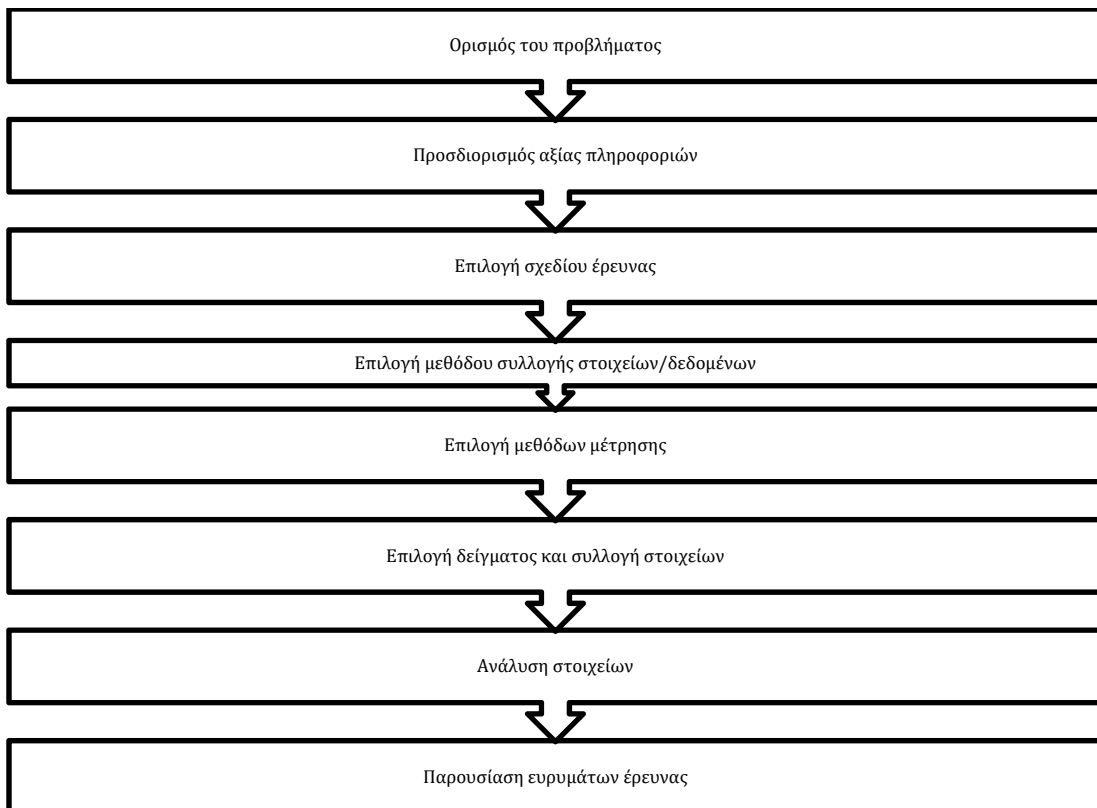 Ορισμός του προβλήματος
Προσδιορισμός αξίας πληροφοριών
Επιλογή σχεδίου έρευνας
Επιλογή μεθόδου συλλογής στοιχείων/δεδομένων
Επιλογή μεθόδων μέτρησης
Επιλογή δείγματος και συλλογή στοιχείων
Ανάλυση στοιχείων
Παρουσίαση ευρυμάτων έρευνας